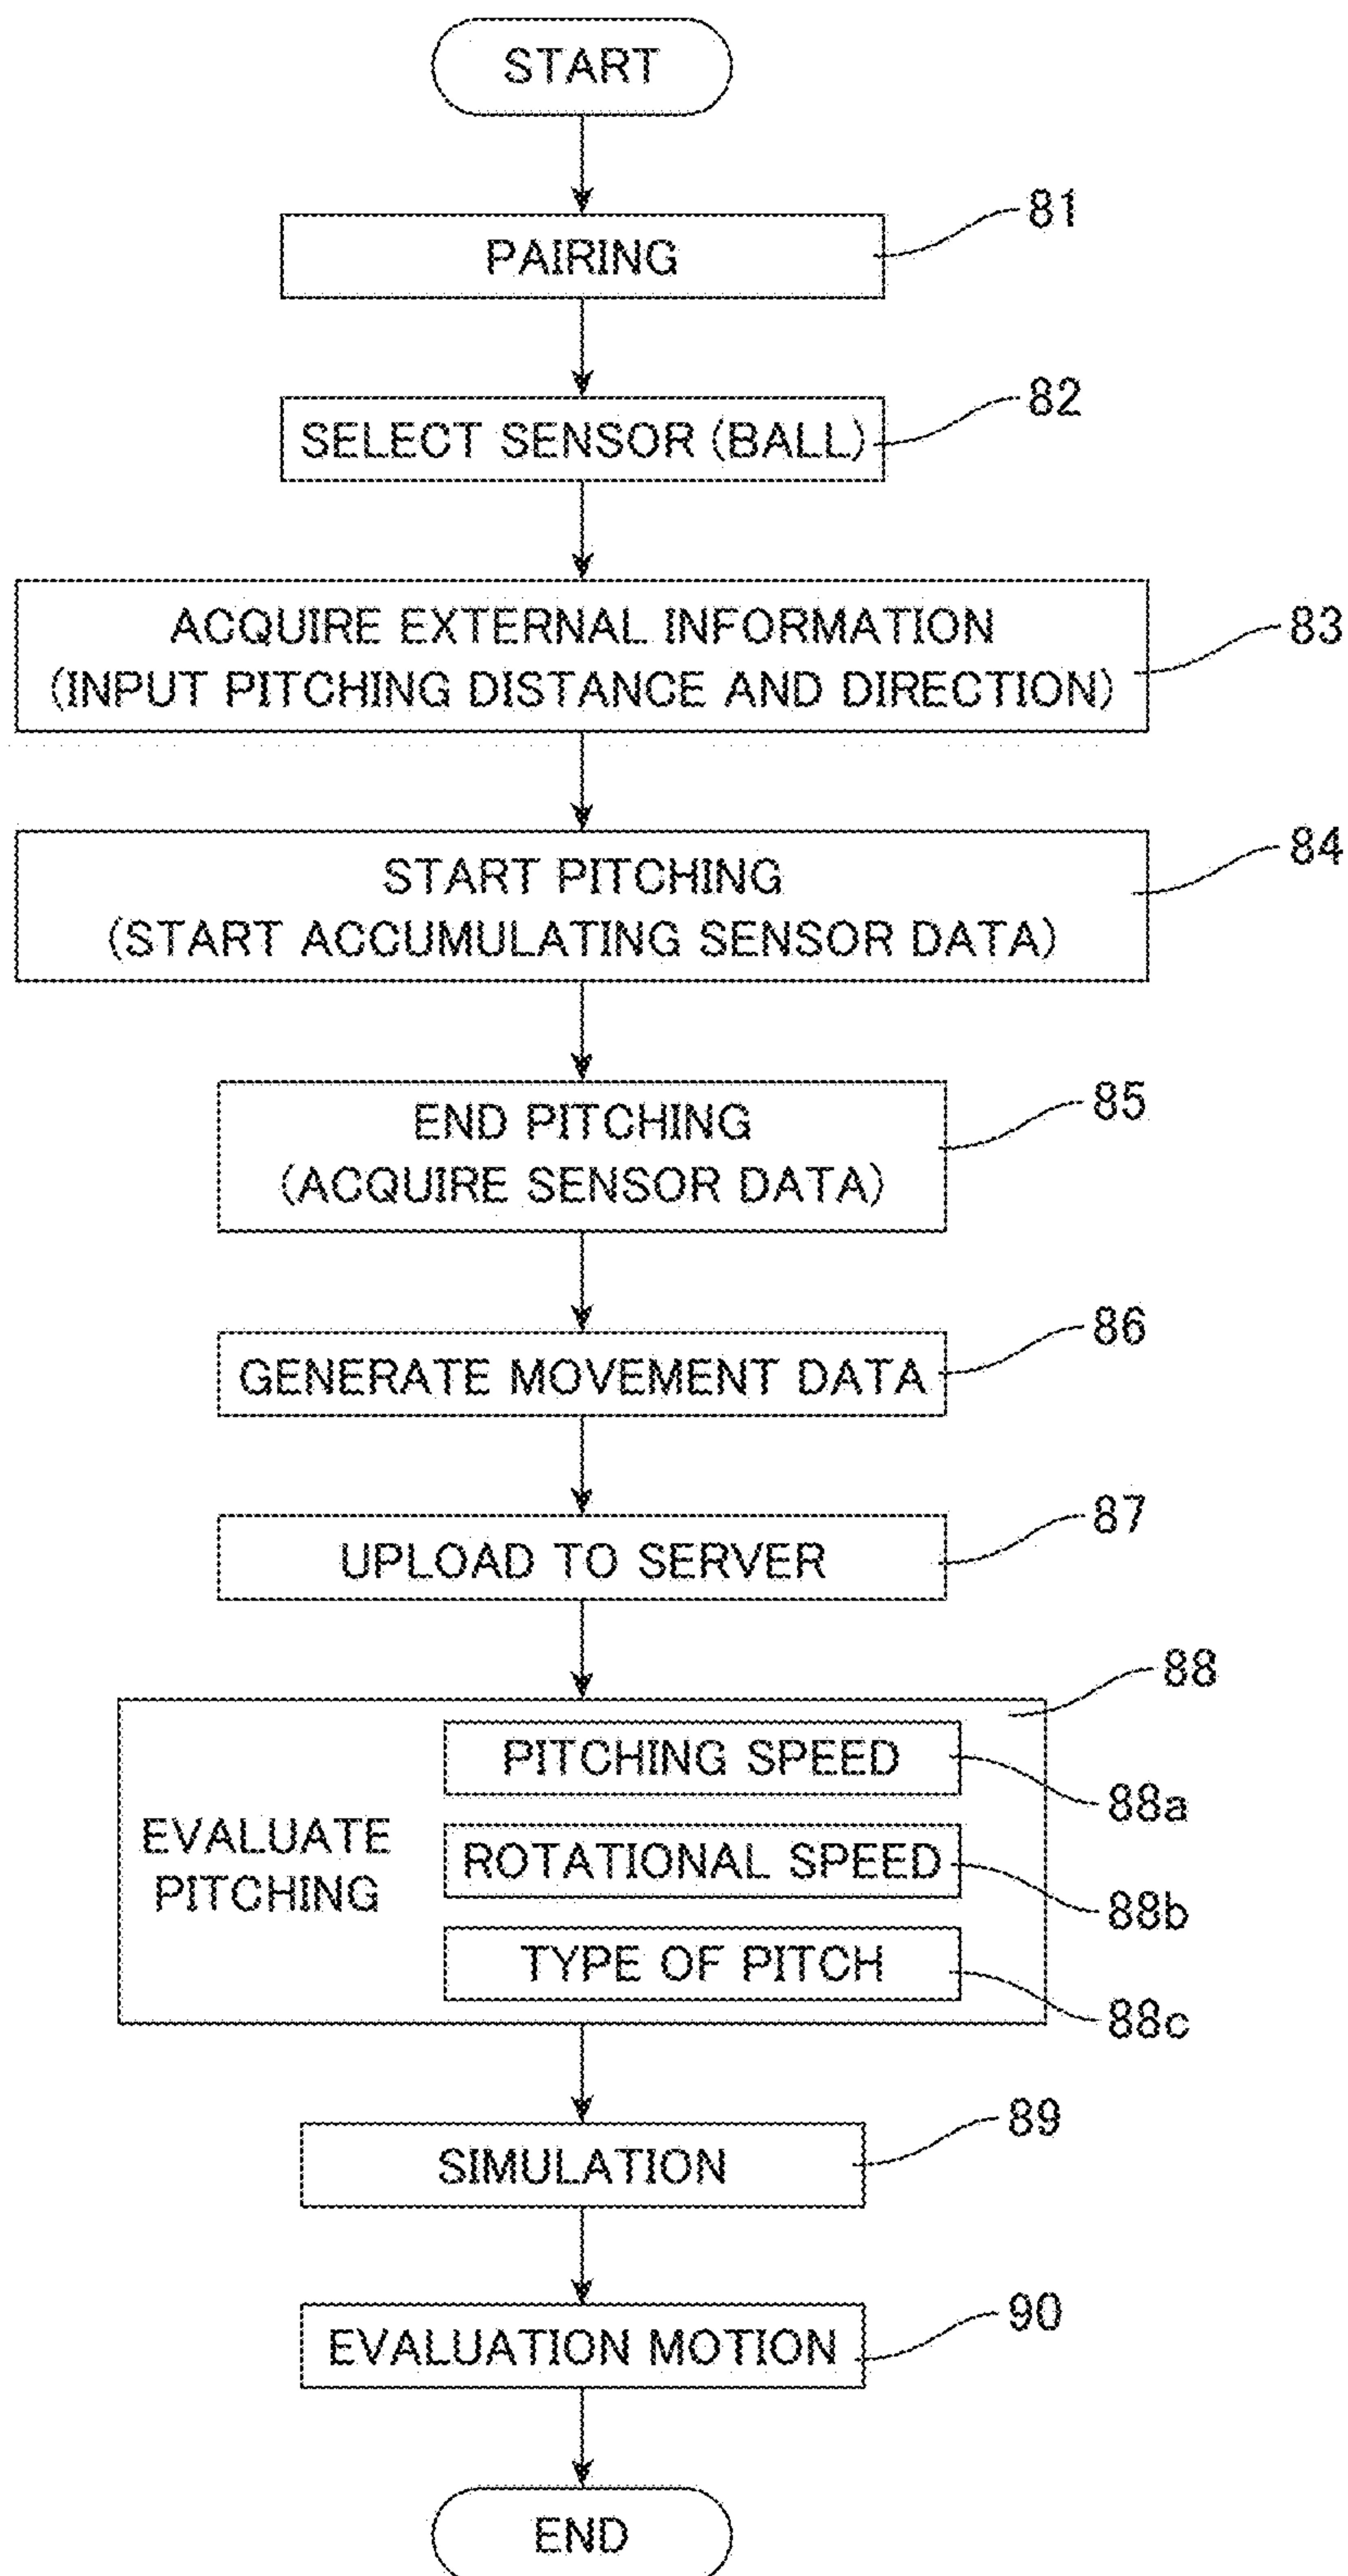 START
PAIRING
81
SELECT SENSOR (BALL)
82
ACQUIRE EXTERNAL INFORMATION
(INPUT PITCHING DISTANCE AND DIRECTION)
83
START PITCHING
(START ACCUMULATING SENSOR DATA)
84
END PITCHING
(ACQUIRE SENSOR DATA)
85
GENERATE MOVEMENT DATA
86
UPLOAD TO SERVER
87
88
EVALUATE
PITCHING
PITCHING SPEED
88a
ROTATIONAL SPEED
88b
TYPE OF PITCH
88c
SIMULATION
89
EVALUATION MOTION
90
END